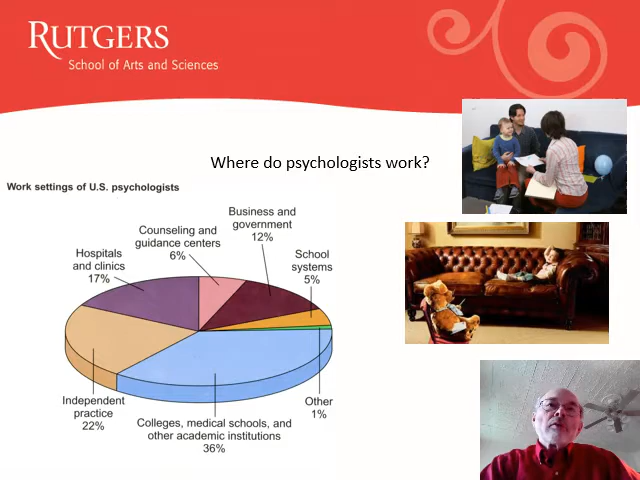 RUTGERS
School of Arts and Sciences
Where do psychologists work?
Work settings of U.S. psychologists
Business and
government
12%
Counseling and
guidance centers
6%
School
systems
5%
Hospitals
and clinics
17%
Independent
practice
22%
Colleges, medical schools, and
other academic institutions
36%
Other
1%